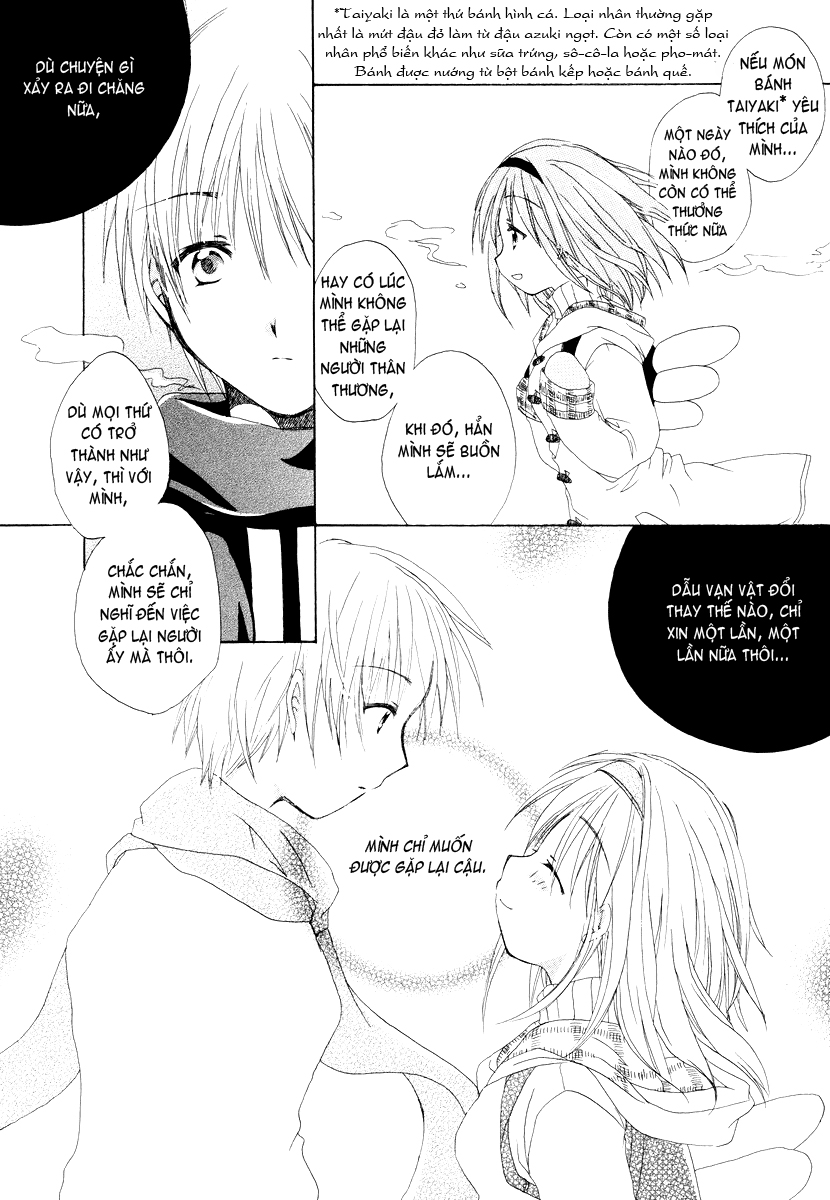 *Taiyaki là một thứ bánh hình cá. Loại nhân thường gặp
nhất là mứt đậu đỏ làm từ đậu azuki ngọt. Còn có một số loại
nhân phổ biến khác như sữa trứng, sô-cô-la hoặc pho-mát.
Bánh được nướng từ bột bánh kếp hoặc bánh quế.
NẾU MÓN
BÁNH
TAIYAKI* YÊU
THÍCH CỦA
MÌNH...
MỘT NGÀY
NÀO ĐÓ,
MÌNH KHÔNG
CÒN CÓ THỂ
THƯỞNG
THỨC NỮA
HAY CÓ LÚC
MÌNH KHÔNG
THỂ GẶP LẠI
NHỮNG
NGƯỜI THÂN
THƯƠNG,
KHI ĐÓ, HẲN
MÌNH SẼ BUỒN
LẮM...
DÙ CHUYỆN GÌ
XẢY RA ĐI CHĂNG
NỮA,
DÙ MỌI THỨ
CÓ TRỞ
THÀNH NHƯ
VẬY, THÌ VỚI
MÌNH,
CHẮC CHẮN,
MÌNH SẼ CHỈ
NGHĨ ĐẾN VIỆC
GẶP LẠI NGƯỜI
ẤY MÀ THÔI.
DẪU VẠN VẬT ĐỔI
THAY THẾ NÀO, CHỈ
XIN MỘT LẦN, MỘT
LẦN NỮA THÔI...
MÌNH CHỈ MUỐN
ĐƯỢC GẶP LẠI CẬU.